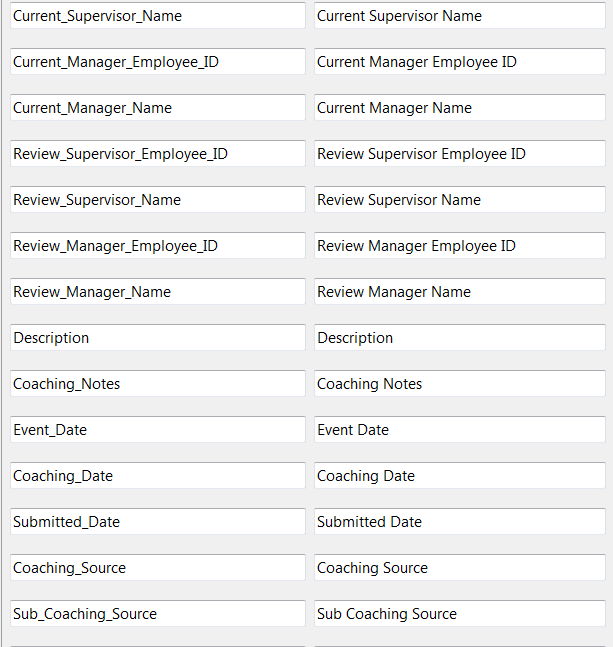 Current_Supervisor_Name Current Supervisor Name
Current_Manager_Employee_ID Current Manager Employee ID
Current_Manager_Name Current Manager Name
Review_Supervisor_Employee_ID Review Supervisor Employee ID
Review_Supervisor_Name Review Supervisor Name
Review_Manager_Employee_ID Review Manager Employee ID
Review_Manager_Name Review Manager Name
Description Description
Coaching_Notes Coaching Notes
Event_Date Event Date
Coaching_Date Coaching Date
Submitted_Date Submitted Date
Coaching_Source Coaching Source
Sub_Coaching_Source Sub Coaching Source